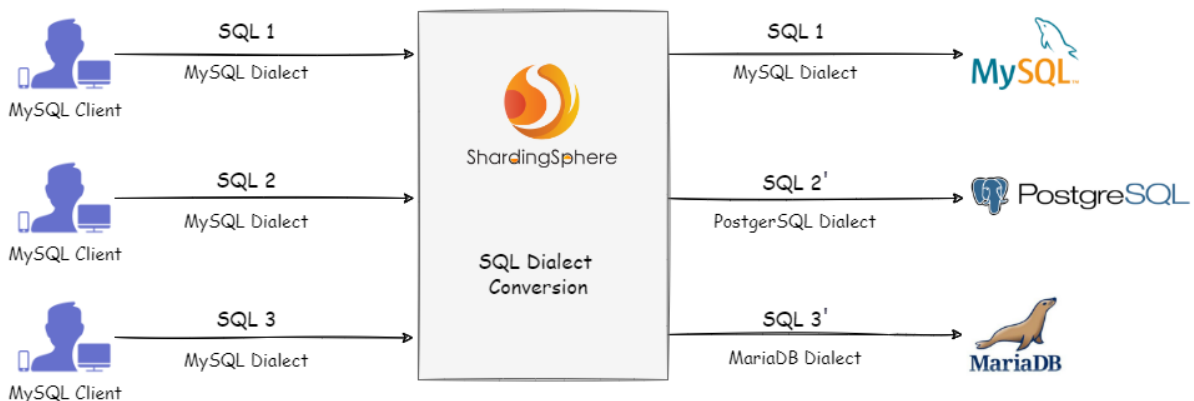 SQL 1
MySQL Dialect
MySQL Client
SQL 2
MySQL Dialect
MySQL Client
SQL 3
MySQL Dialect
MySQL Client
ShardingSphere
SQL Dialect
Conversion
SQL 1
MySQL Dialect
SQL 2'
PostgerSQL Dialect
SQL 3'
MariaDB Dialect
MySQL™
PostgreSQL
MariaDB